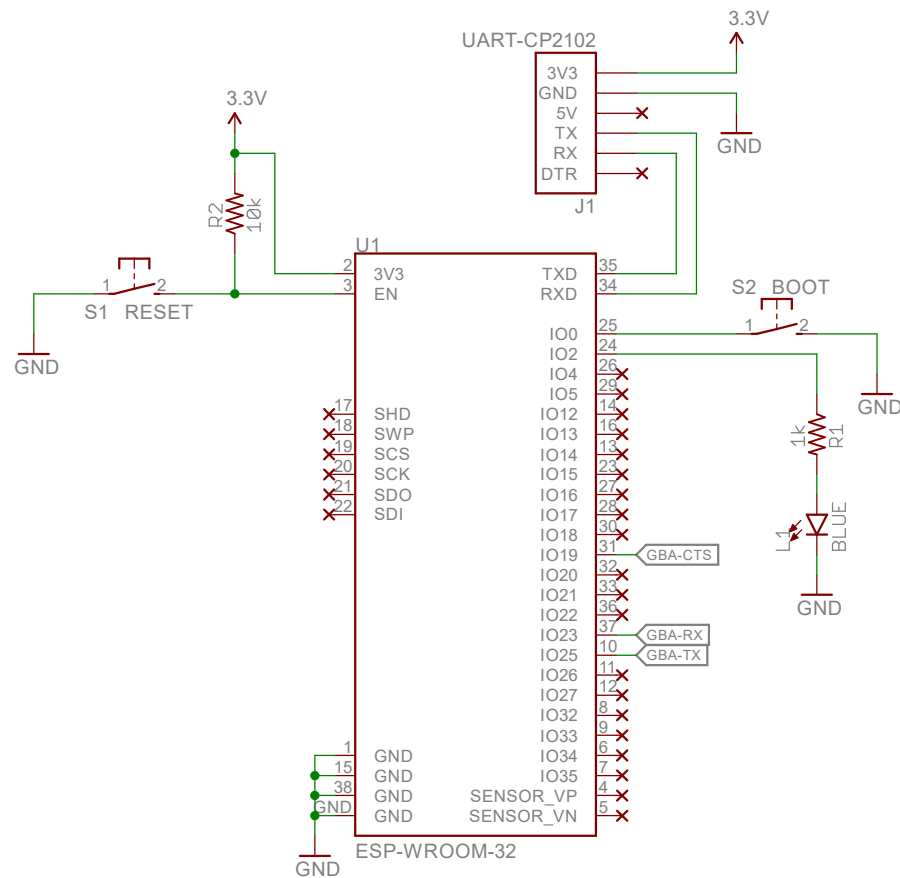 3.3V
UART-CP2102
3V3
GND
5V
TX
RX
DTR
J1
GND
3.3V
R2
10k
U1
2 3V3
3 EN
TXD 35
RXD 34
1 2
S1 RESET
GND
S2 BOOT
1 2
GND
IO0 25
IO2 24
IO4 26
IO5 29
IO12 14
IO13 16
IO14 13
IO15 23
IO16 27
IO17 28
IO18 30
IO19 31 GBA-CTS
IO20 32
IO21 33
IO22 36
IO23 37 GBA-RX
IO25 10 GBA-TX
IO26 11
IO27 12
IO32 8
IO33 9
IO34 6
IO35 7
SENSOR_VP 4
SENSOR_VN 5
17 SHD
18 SWP
19 SCS
20 SCK
21 SDO
22 SDI
1k
R1
L1
BLUE
GND
1 GND
15 GND
38 GND
GND GND
GND
ESP-WROOM-32